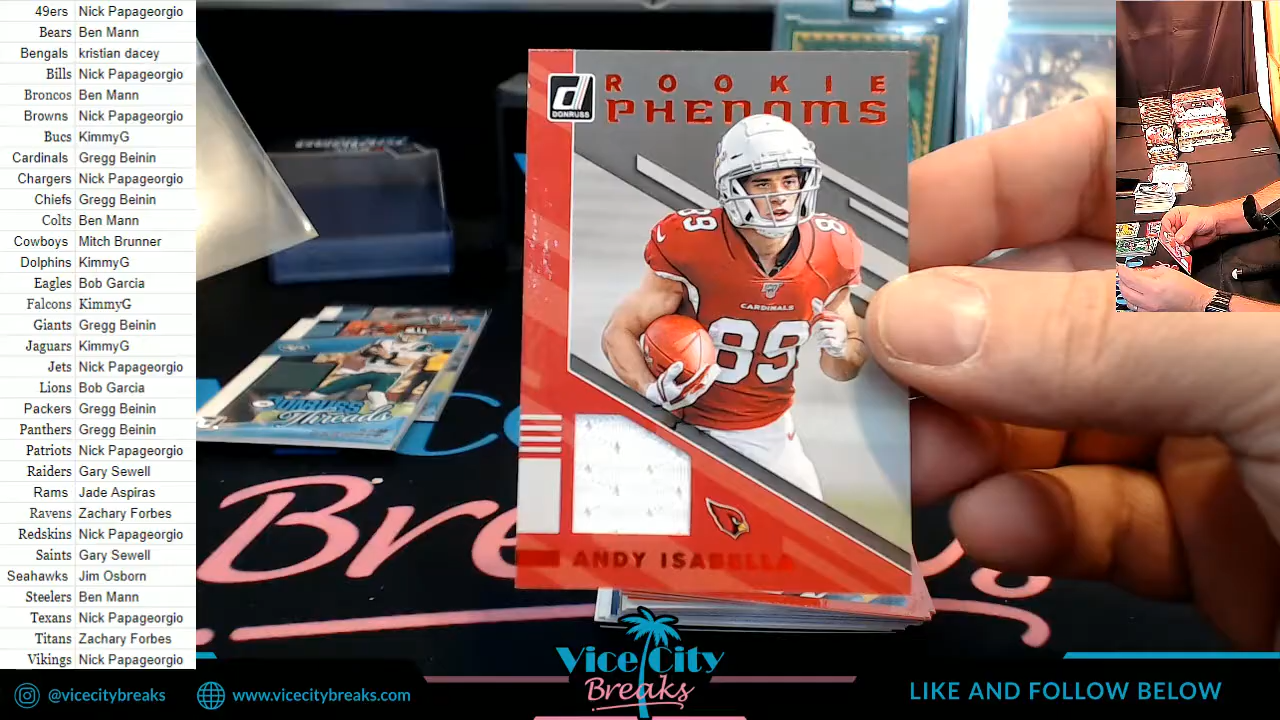 49ers Nick Papageorgio
Bears Ben Mann
Bengals kristian dacey
Bills Nick Papageorgio
Broncos Ben Mann
Browns Nick Papageorgio
Bucs KimmyG
Cardinals Gregg Beinin
Chargers Nick Papageorgio
Chiefs Gregg Beinin
Colts Ben Mann
Cowboys Mitch Brunner
Dolphins KimmyG
Eagles Bob Garcia
Falcons KimmyG
Giants Gregg Beinin
Jaguars KimmyG
Jets Nick Papageorgio
Lions Bob Garcia
Packers Gregg Beinin
Panthers Gregg Beinin
Patriots Nick Papageorgio
Raiders Gary Sewell
Rams Jade Aspiras
Ravens Zachary Forbes
Redskins Nick Papageorgio
Saints Gary Sewell
Seahawks Jim Osborn
Steelers Ben Mann
Texans Nick Papageorgio
Titans Zachary Forbes
Vikings Nick Papageorgio
d
DONRUSS
ROOKIE
PHENOMS
89
89
CARDINALS
89
ANDY ISABELLA
Threads
Bre
Vice City
Breaks
@vicecitybreaks
www.vicecitybreaks.com
LIKE AND FOLLOW BELOW